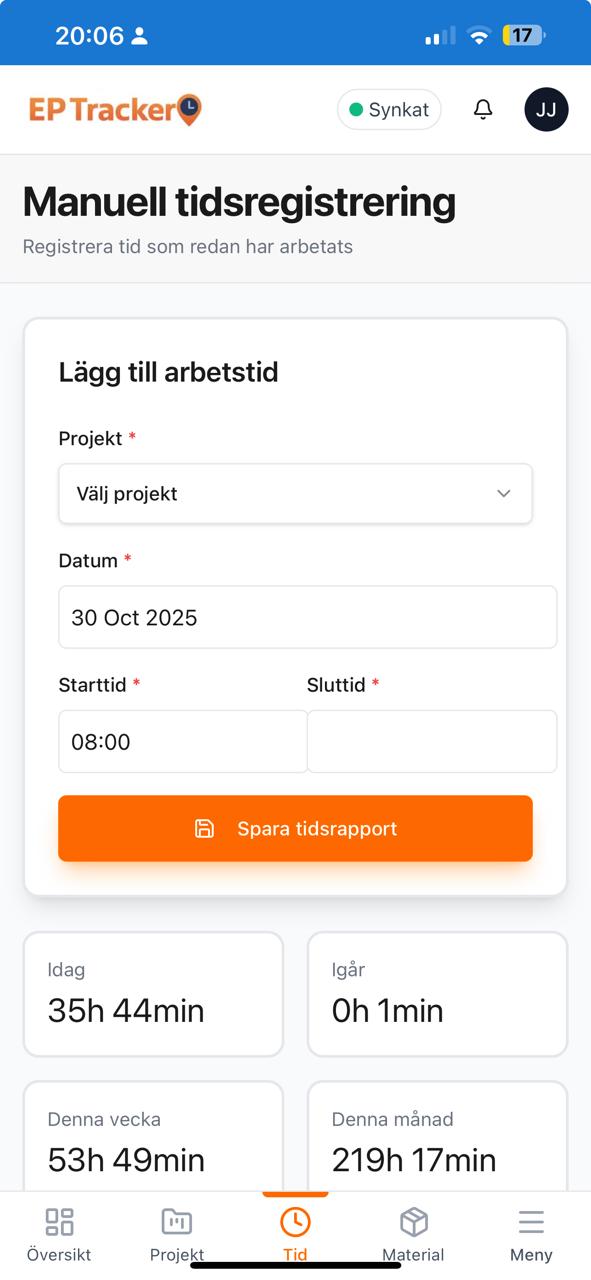 20:06
17
EP Tracker
Synkat
JJ
Manuell tidsregistrering
Registrera tid som redan har arbetats
Lägg till arbetstid
Projekt *
Välj projekt
Datum *
30 Oct 2025
Starttid * Sluttid *
08:00
Spara tidsrapport
Idag Igår
35h 44min 0h 1min
Denna vecka Denna månad
53h 49min 219h 17min
Översikt Projekt Tid Material Meny